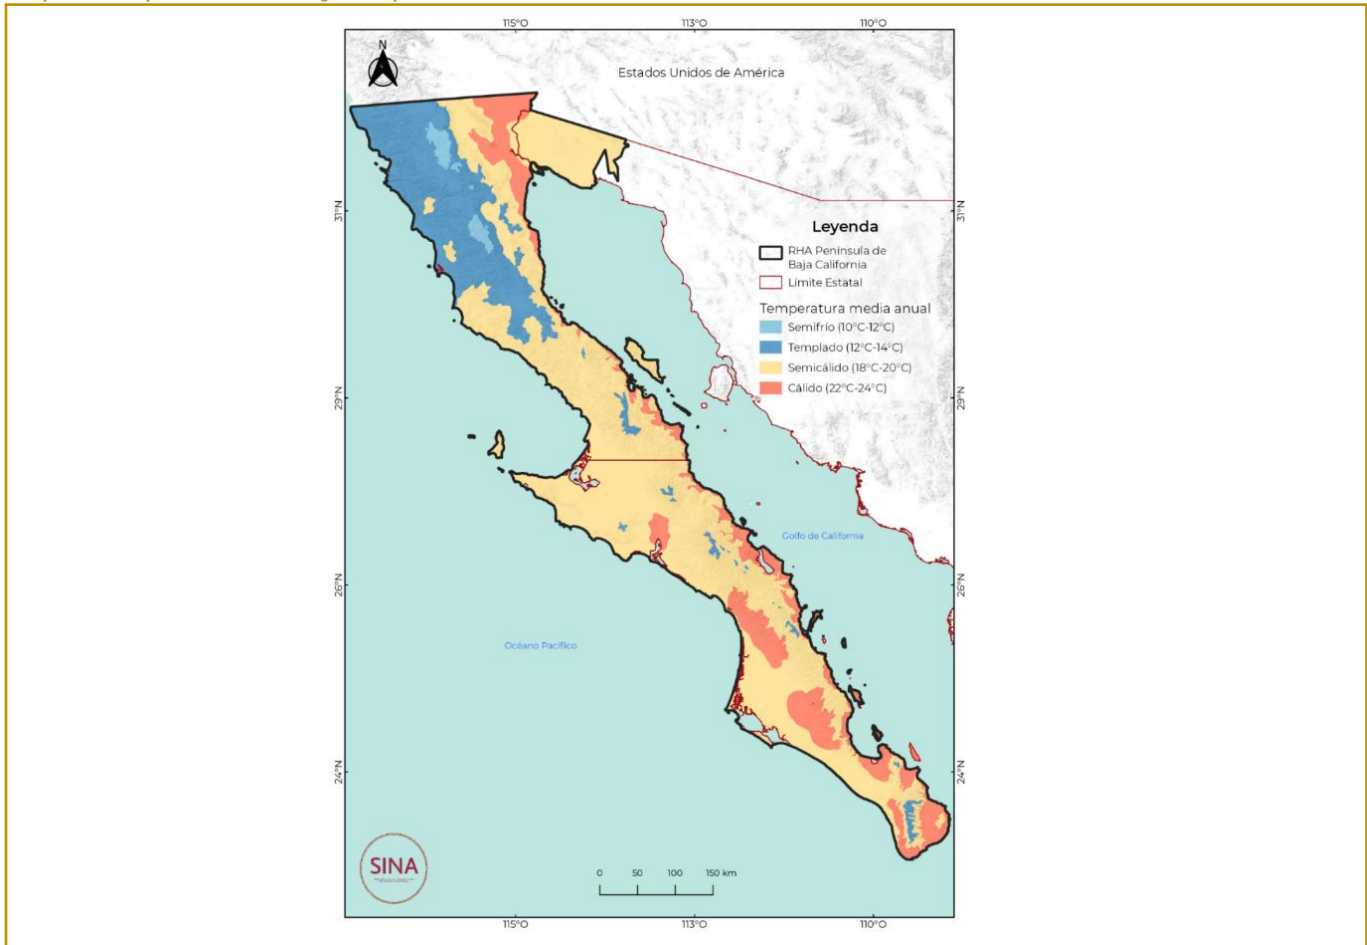 115°O 113°O 110°O
N
Estados Unidos de América
31°N 31°N
Leyenda
RHA Península de
Baja California
Límite Estatal
Temperatura media anual
Semifrío (10°C-12°C)
Templado (12°C-14°C)
Semicálido (18°C-20°C)
Cálido (22°C-24°C)
29°N 29°N
Golfo de California
26°N 26°N
Océano Pacífico
24°N 24°N
SINA
0 50 100 150 km
115°O 113°O 110°O